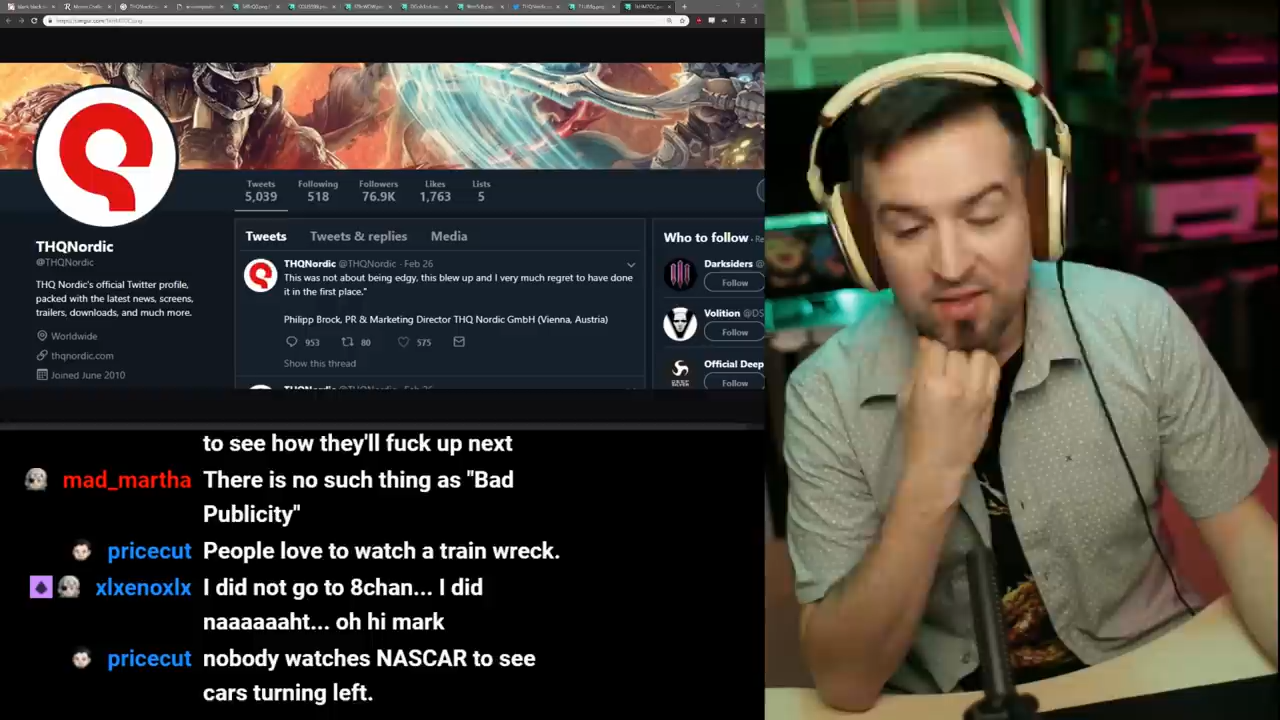 THQNordic
@THQNordic
THQ Nordic's official Twitter profile,
packed with the latest news, screens,
trailers, downloads, and much more.
Worldwide
thqnordic.com
Joined June 2010
Tweets Following Followers Likes Lists
5,039 518 76.9K 1,763 5
Tweets Tweets & replies Media
THQNordic @THQNordic · Feb 26
This was not about being edgy, this blew up and I very much regret to have done
it in the first place."
Philipp Brock, PR & Marketing Director THQ Nordic GmbH (Vienna, Austria)
953 80 575
Show this thread
THQNordic @THQNordic · Feb 26
Who to follow
Darksiders
Follow
Volition @DS
Follow
Official Deep
Follow
to see how they'll fuck up next
mad_martha There is no such thing as "Bad
Publicity"
pricecut People love to watch a train wreck.
xlxenoxlx I did not go to 8chan... I did
naaaaaaht... oh hi mark
pricecut nobody watches NASCAR to see
cars turning left.